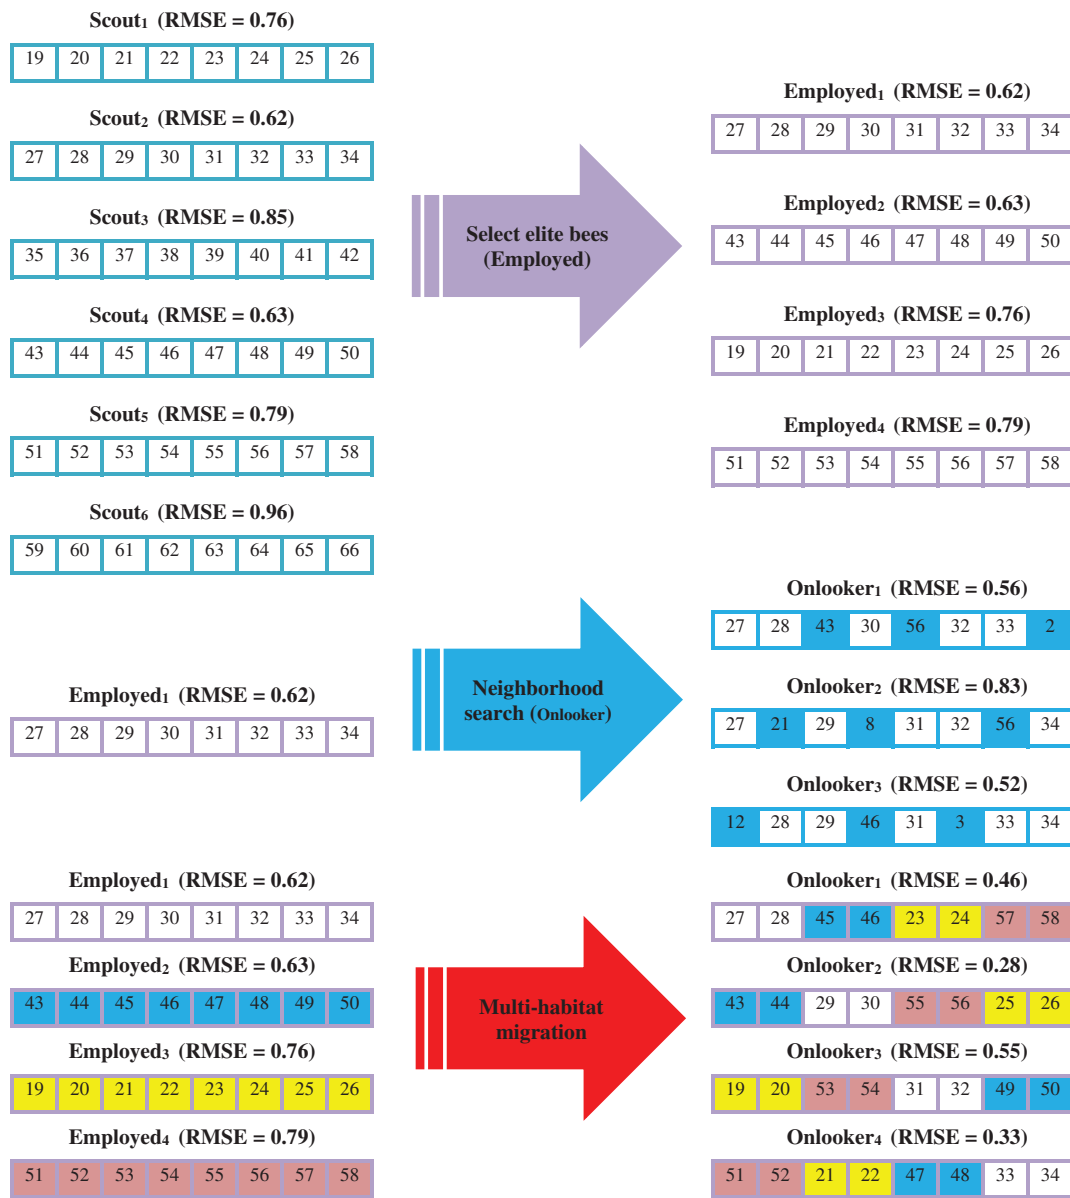 Scout1 (RMSE = 0.76)
19 20 21 22 23 24 25 26
Scout2 (RMSE = 0.62)
27 28 29 30 31 32 33 34
Scout3 (RMSE = 0.85)
35 36 37 38 39 40 41 42
Scout4 (RMSE = 0.63)
43 44 45 46 47 48 49 50
Scout5 (RMSE = 0.79)
51 52 53 54 55 56 57 58
Scout6 (RMSE = 0.96)
59 60 61 62 63 64 65 66
Select elite bees
(Employed)
Employed1 (RMSE = 0.62)
27 28 29 30 31 32 33 34
Employed2 (RMSE = 0.63)
43 44 45 46 47 48 49 50
Employed3 (RMSE = 0.76)
19 20 21 22 23 24 25 26
Employed4 (RMSE = 0.79)
51 52 53 54 55 56 57 58
Employed1 (RMSE = 0.62)
27 28 29 30 31 32 33 34
Neighborhood
search (Onlooker)
Onlooker1 (RMSE = 0.56)
27 28 43 30 56 32 33 2
Onlooker2 (RMSE = 0.83)
27 21 29 8 31 32 56 34
Onlooker3 (RMSE = 0.52)
12 28 29 46 31 3 33 34
Employed1 (RMSE = 0.62)
27 28 29 30 31 32 33 34
Employed2 (RMSE = 0.63)
43 44 45 46 47 48 49 50
Employed3 (RMSE = 0.76)
19 20 21 22 23 24 25 26
Employed4 (RMSE = 0.79)
51 52 53 54 55 56 57 58
Multi-habitat
migration
Onlooker1 (RMSE = 0.46)
27 28 45 46 23 24 57 58
Onlooker2 (RMSE = 0.28)
43 44 29 30 55 56 25 26
Onlooker3 (RMSE = 0.55)
19 20 53 54 31 32 49 50
Onlooker4 (RMSE = 0.33)
51 52 21 22 47 48 33 34